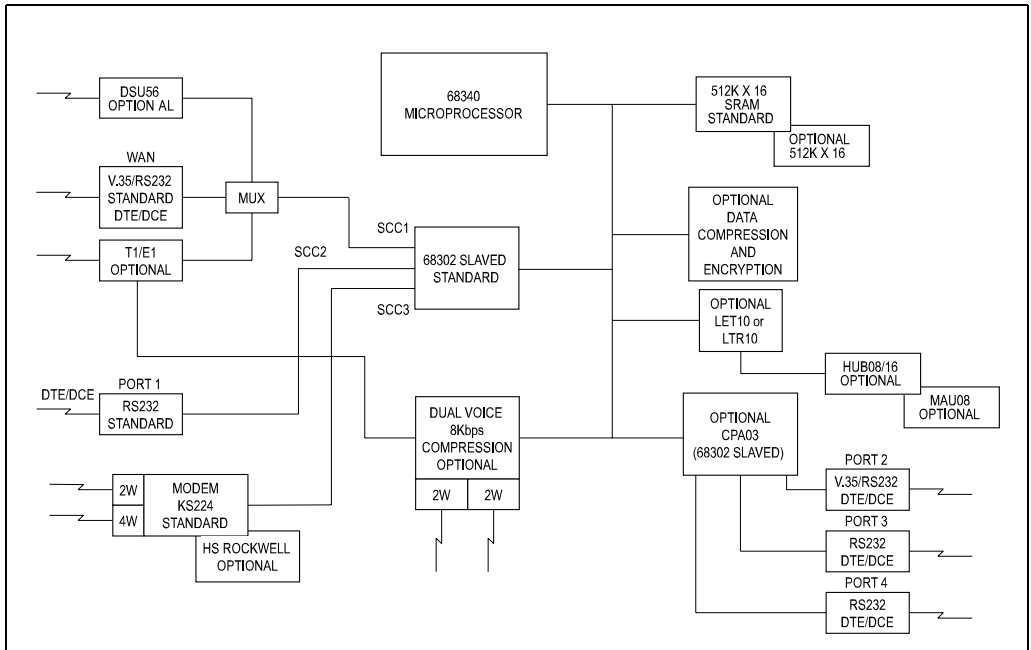 DSU56
OPTION AL
WAN
V.35/RS232
STANDARD
DTE/DCE
T1/E1
OPTIONAL
MUX
68340
MICROPROCESSOR
512K X 16
SRAM
STANDARD
OPTIONAL
512K X 16
OPTIONAL
DATA
COMPRESSION
AND
ENCRYPTION
SCC1
SCC2
SCC3
68302 SLAVED
STANDARD
OPTIONAL
LET10 or
LTR10
HUB08/16
OPTIONAL
MAU08
OPTIONAL
DTE/DCE
PORT 1
RS232
STANDARD
DUAL VOICE
8Kbps
COMPRESSION
OPTIONAL
2W
2W
OPTIONAL
CPA03
(68302 SLAVED)
2W
4W
MODEM
KS224
STANDARD
HS ROCKWELL
OPTIONAL
PORT 2
V.35/RS232
DTE/DCE
PORT 3
RS232
DTE/DCE
PORT 4
RS232
DTE/DCE